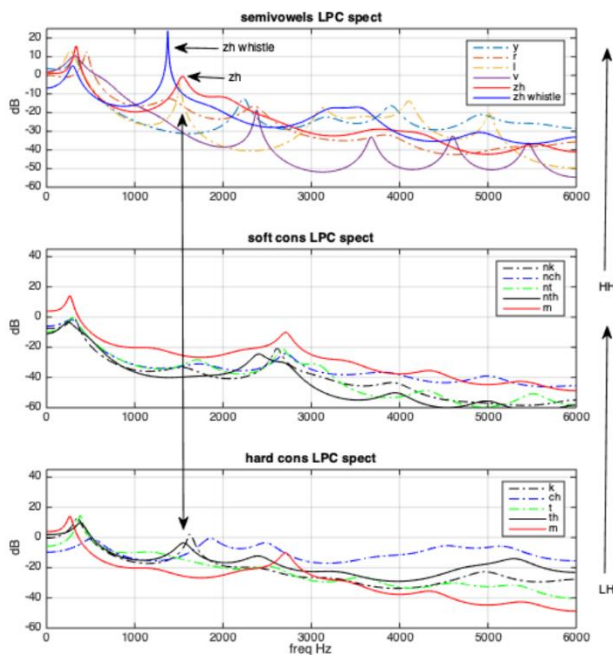 semivowels LPC spect
20
10
0
-10
-20
-30
-40
-50
-60
dB
zh whistle
zh
y
r
l
v
zh
zh whistle
0 1000 2000 3000 4000 5000 6000
HH
soft cons LPC spect
40
20
0
-20
-40
-60
dB
nk
nch
nt
nth
m
0 1000 2000 3000 4000 5000 6000
hard cons LPC spect
40
20
0
-20
-40
-60
dB
k
ch
t
th
m
LH
0 1000 2000 3000 4000 5000 6000
freq Hz